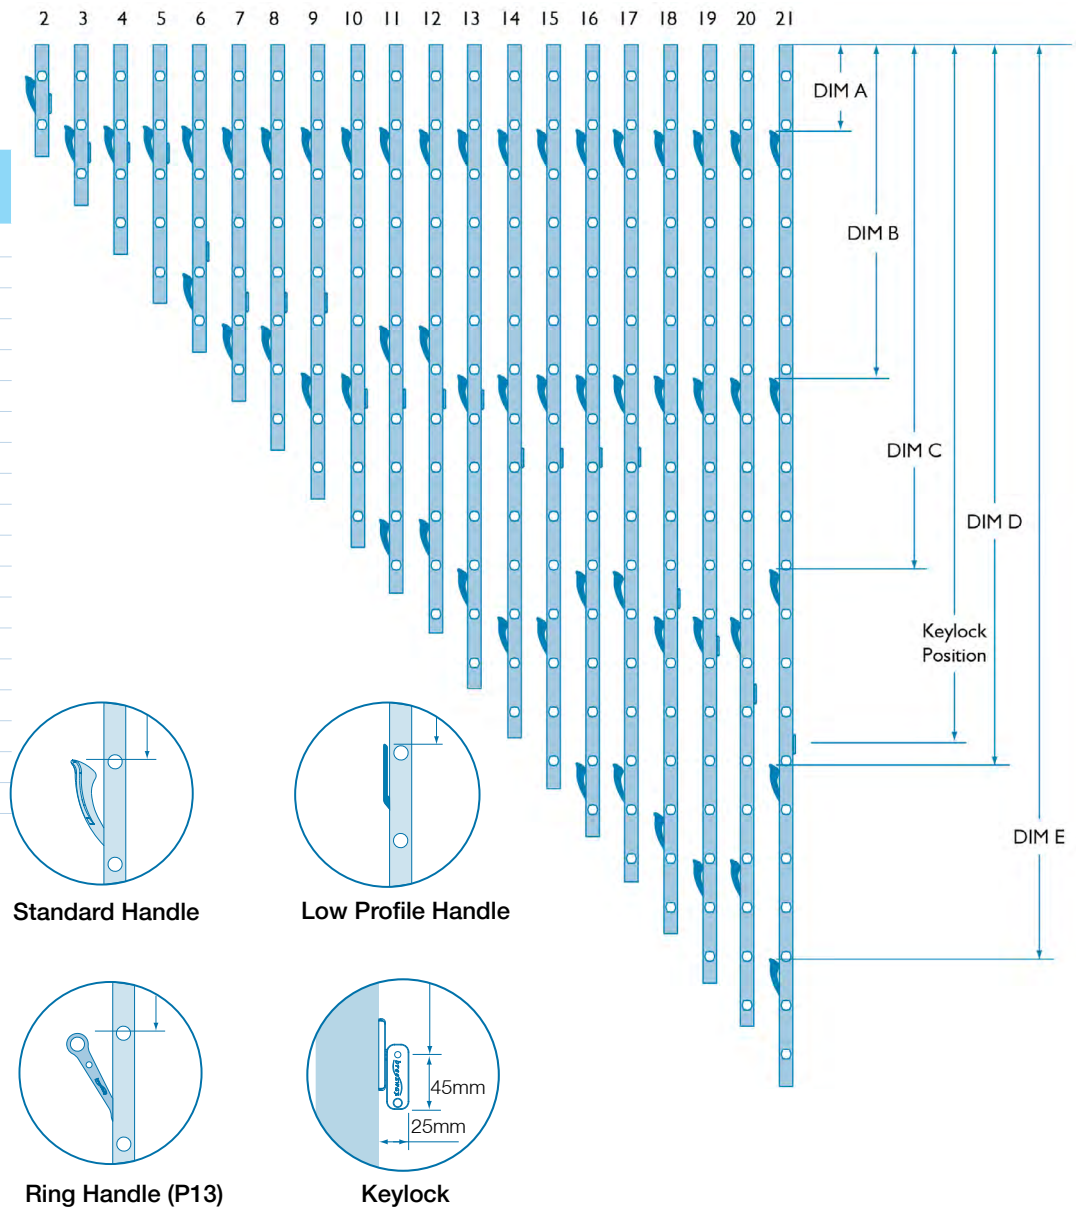 2 3 4 5 6 7 8 9 10 11 12 13 14 15 16 17 18 19 20 21
DIM A
DIM B
DIM C
DIM D
Keylock
Position
DIM E
Standard Handle
Low Profile Handle
45mm
25mm
Ring Handle (P13)
Keylock